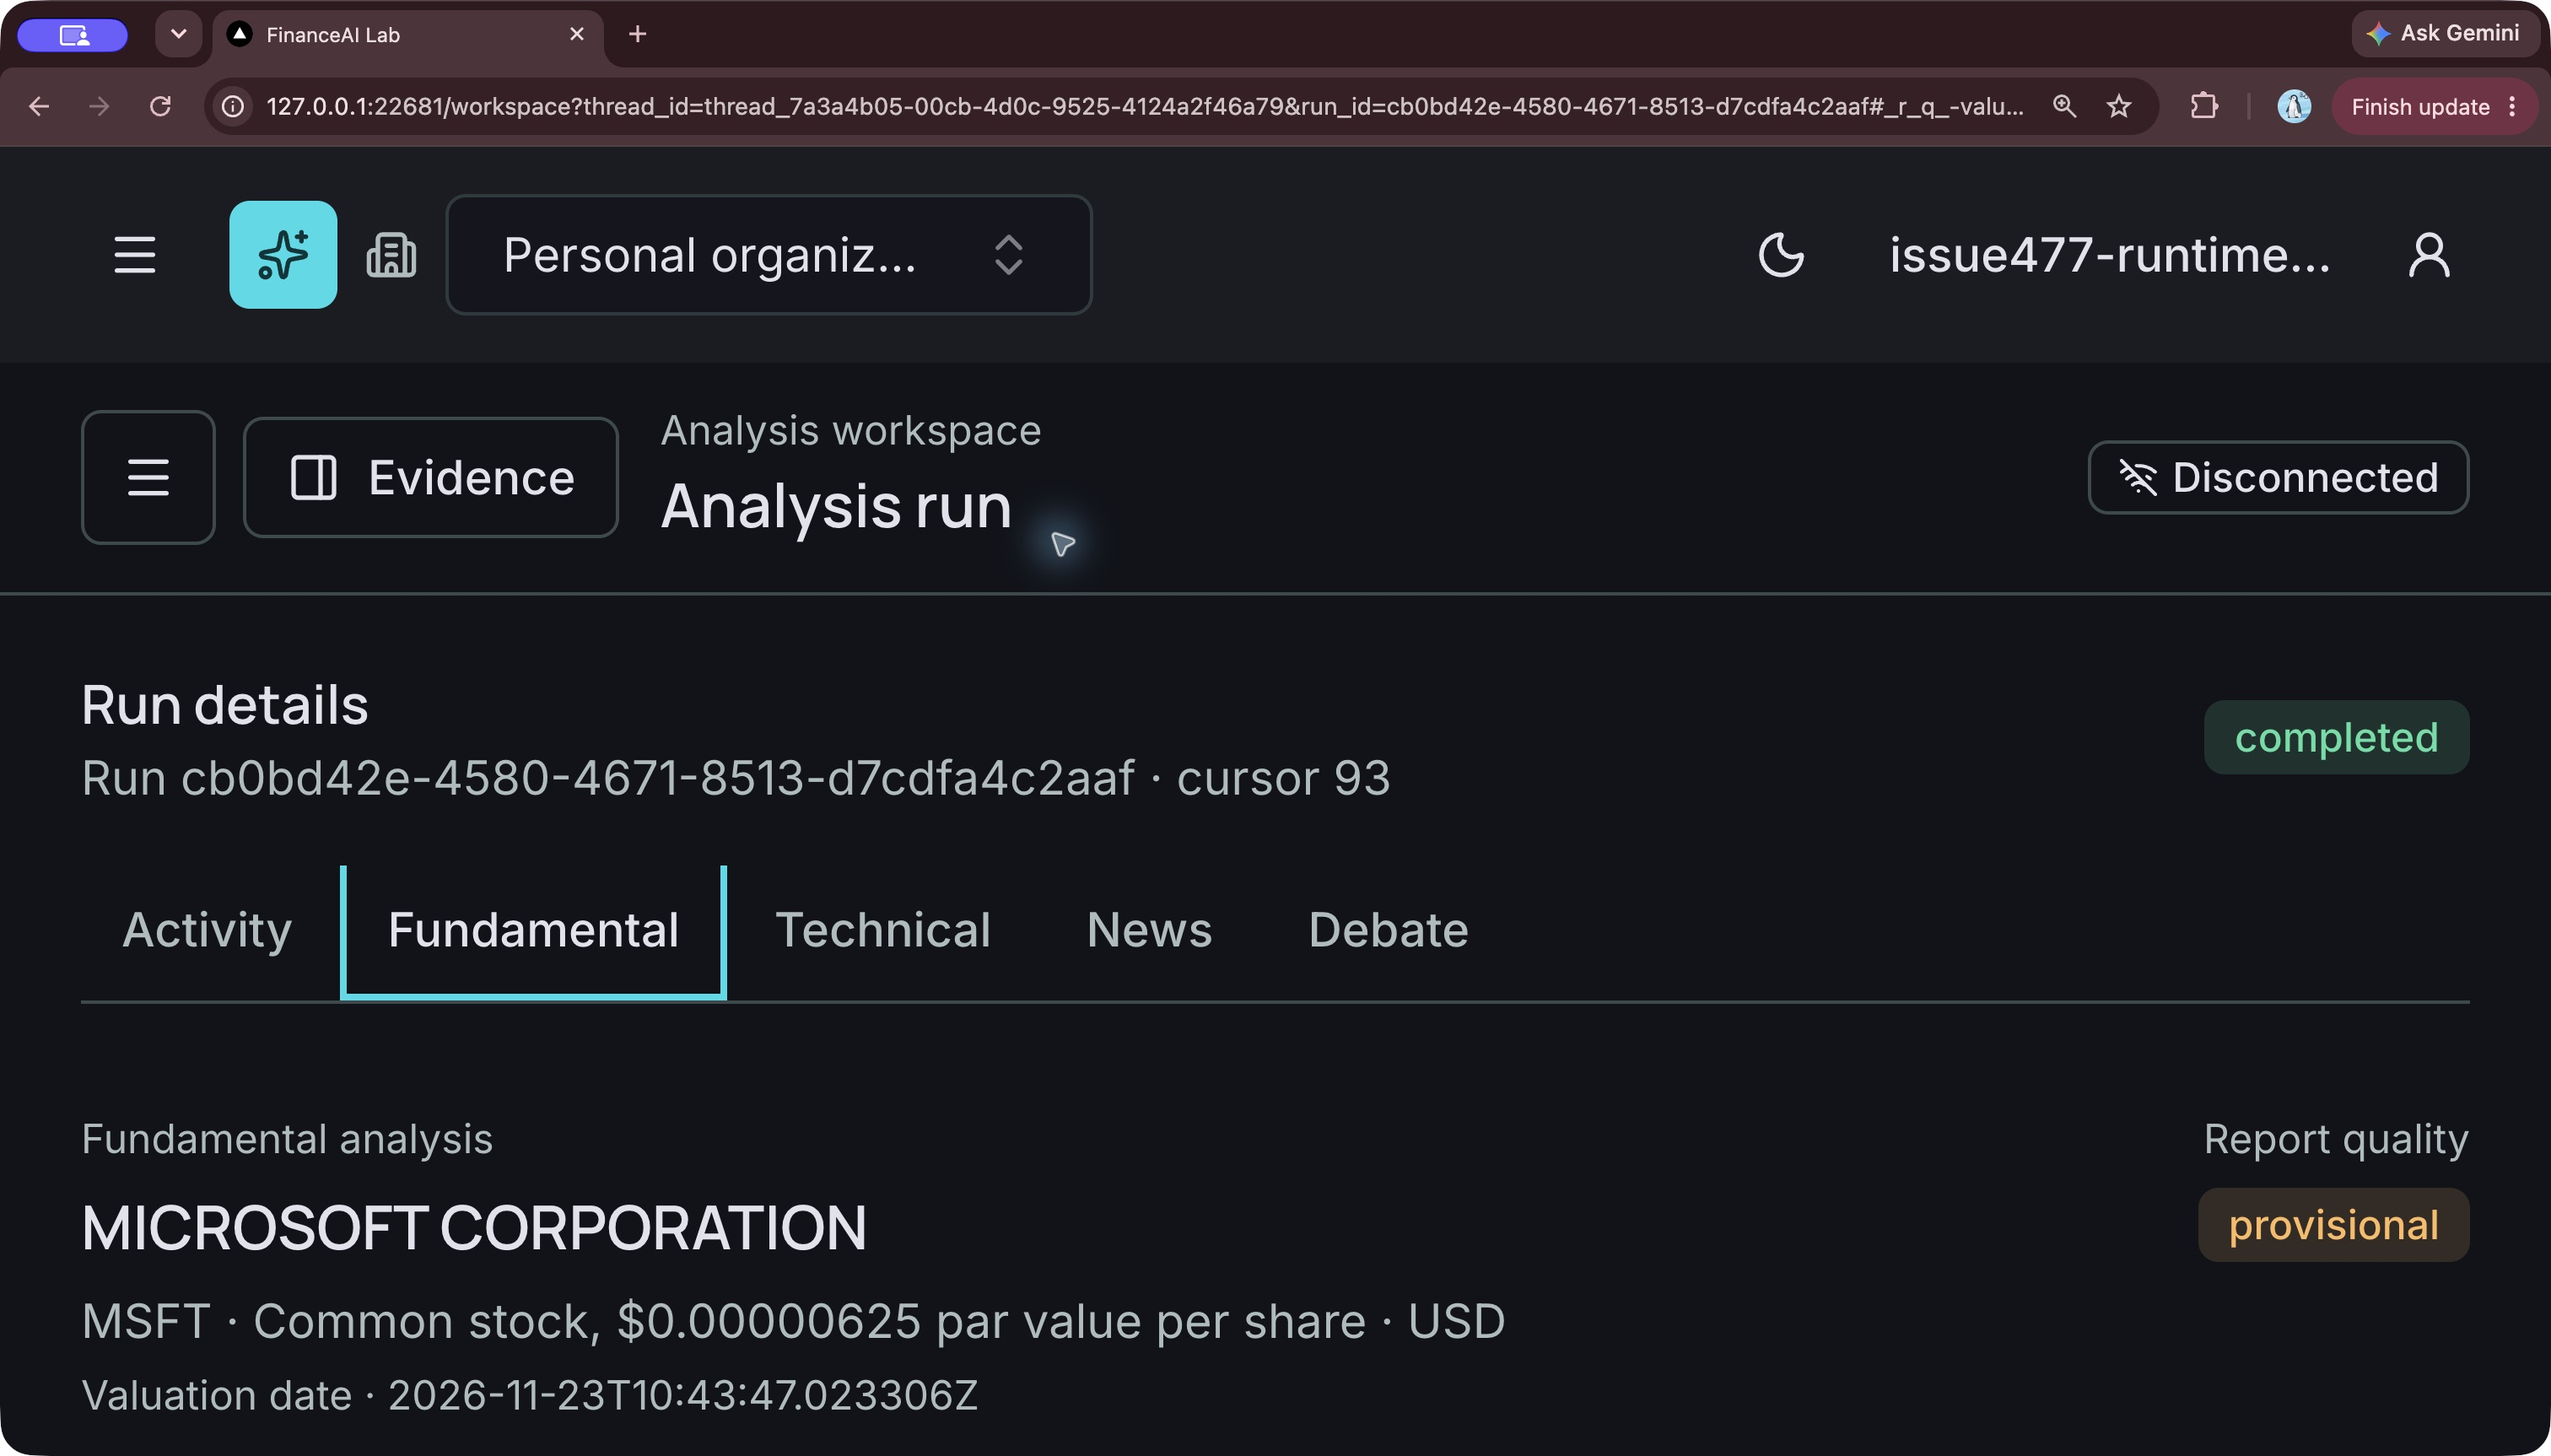 FinanceAI Lab
Ask Gemini
127.0.0.1:22681/workspace?thread_id=thread_7a3a4b05-00cb-4d0c-9525-4124a2f46a79&run_id=cb0bd42e-4580-4671-8513-d7cdfa4c2aaf#_r_q_-valu...
Finish update
Personal organiz...
issue477-runtime...
Evidence
Analysis workspace
Analysis run
Disconnected
Run details
completed
Run cb0bd42e-4580-4671-8513-d7cdfa4c2aaf · cursor 93
Activity
Fundamental
Technical
News
Debate
Fundamental analysis
Report quality
MICROSOFT CORPORATION
provisional
MSFT · Common stock, $0.00000625 par value per share · USD
Valuation date · 2026-11-23T10:43:47.023306Z